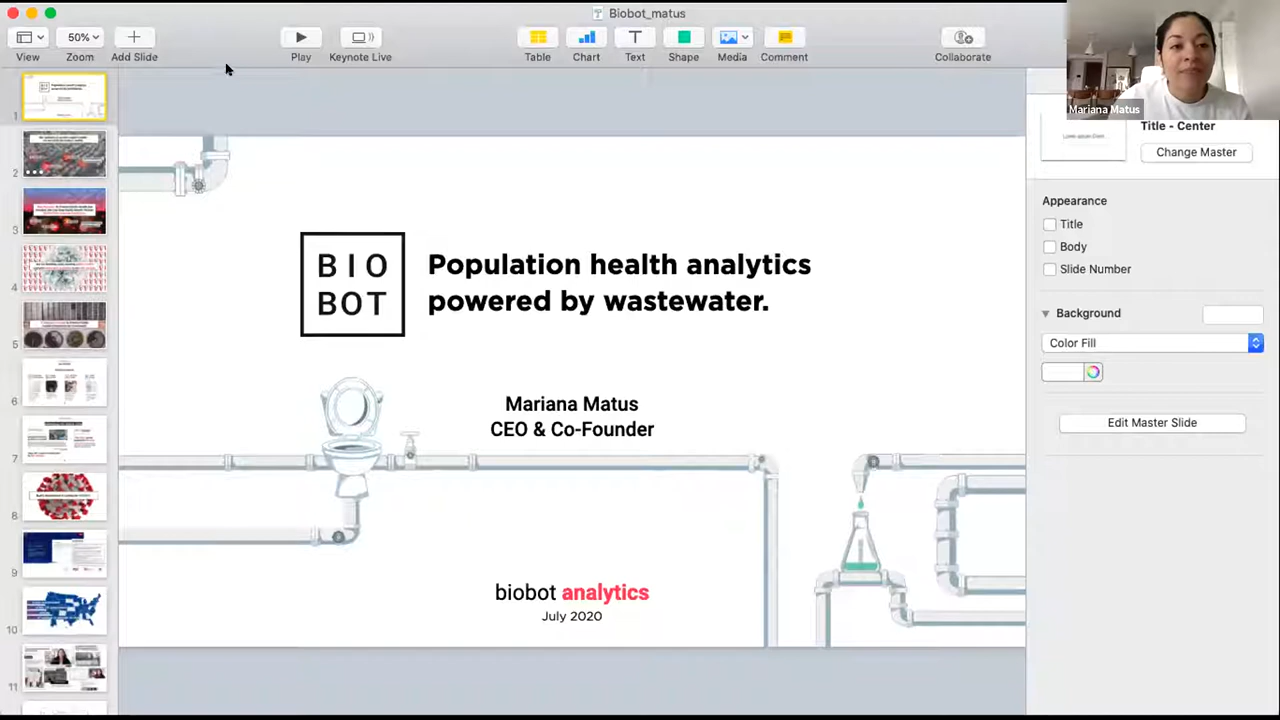 Biobot_matus
50%
View
Zoom
Add Slide
Play
Keynote Live
Table
Chart
Text
Shape
Media
Comment
Collaborate
Mariana Matus
Title - Center
Change Master
Appearance
Title
Body
Slide Number
Background
Color Fill
Edit Master Slide
1
2
3
4
5
6
7
8
9
10
11
BIO
BOT
Population health analytics
powered by wastewater.
Mariana Matus
CEO & Co-Founder
biobot analytics
July 2020